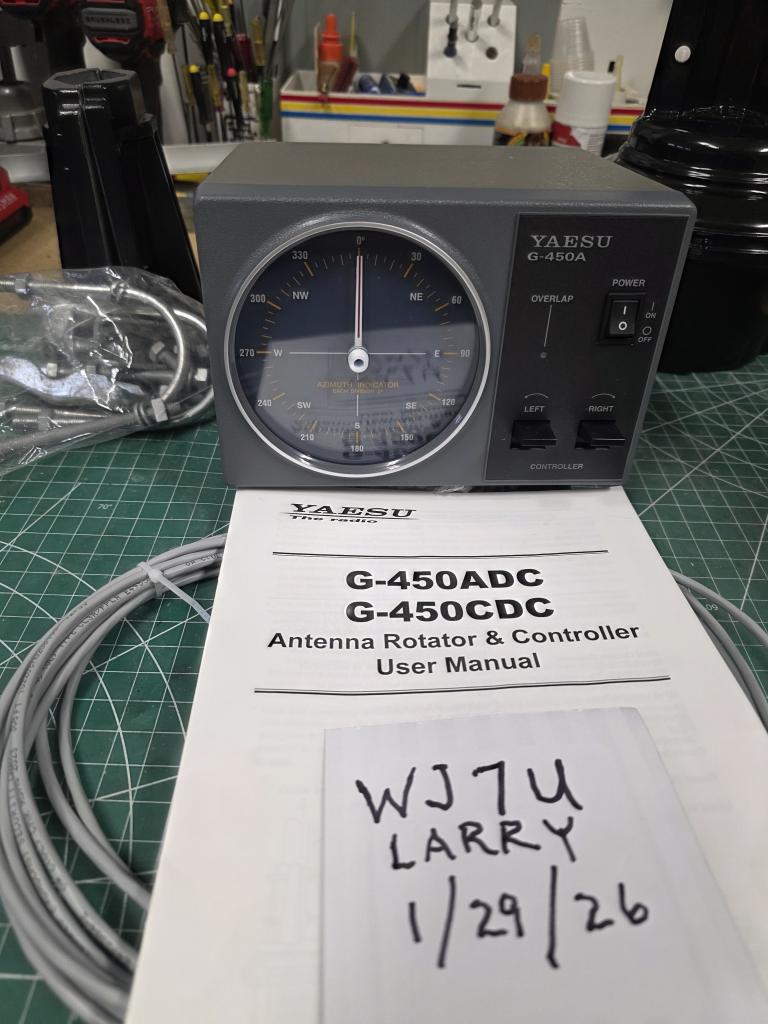 BRUSHLESS
YAESU
G-450A
POWER
I
ON
O
OFF
OVERLAP
LEFT
RIGHT
CONTROLLER
0°
30
NE
60
E
90
120
SE
150
180
S
210
SW
240
W
270
300
NW
330
AZIMUTH INDICATOR
YAESU
The radio
G-450ADC
G-450CDC
Antenna Rotator & Controller
User Manual
WJ7U
LARRY
1/29/26
70°